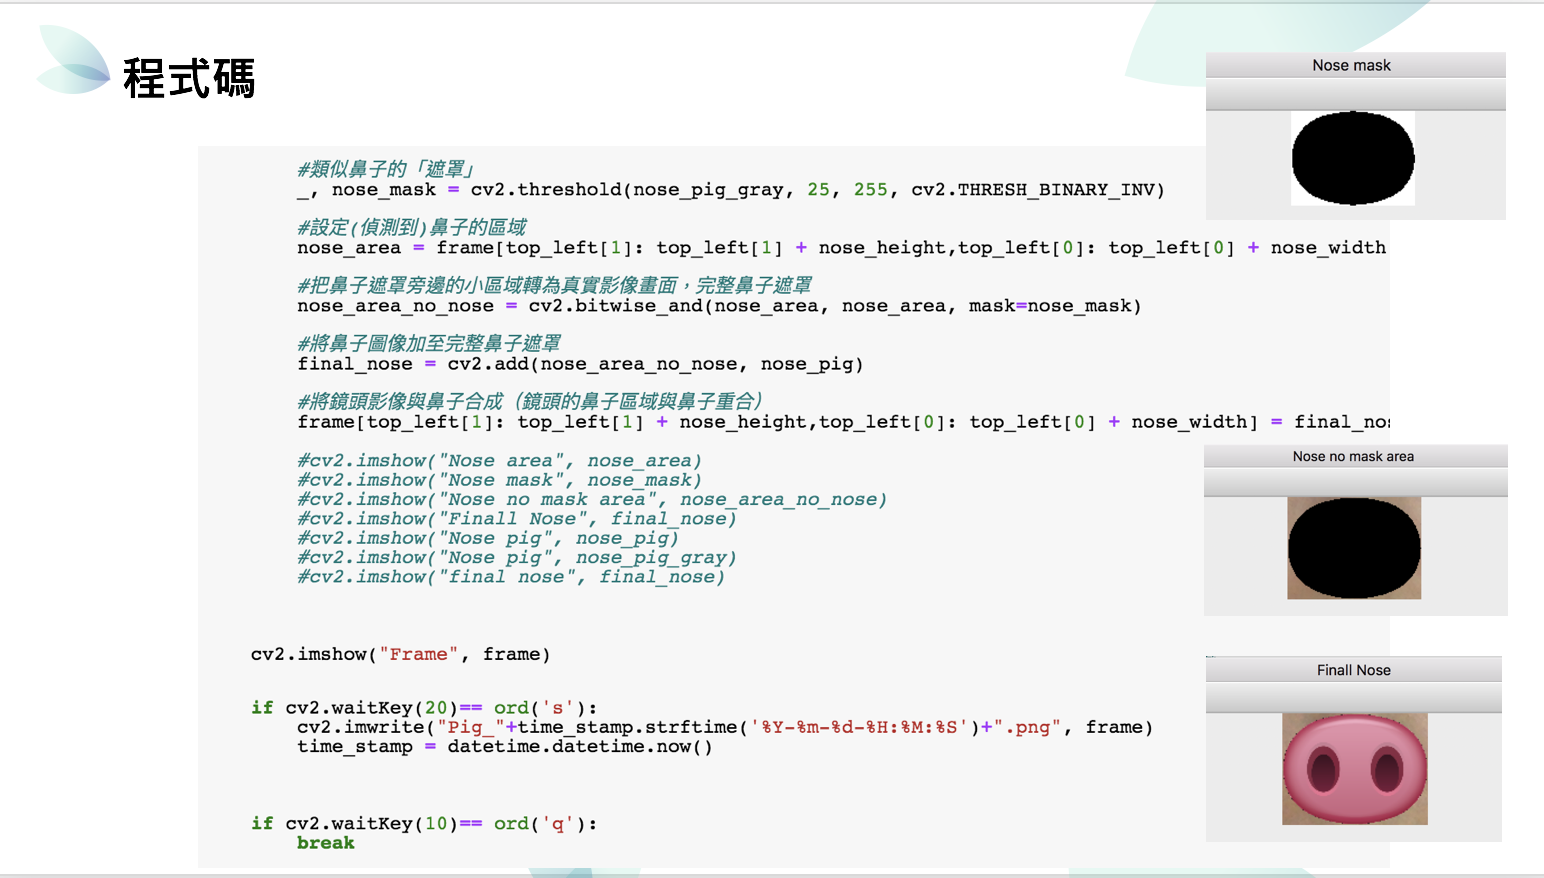 程式碼
#類似鼻子的「遮罩」
_, nose_mask = cv2.threshold(nose_pig_gray, 25, 255, cv2.THRESH_BINARY_INV)
#設定(偵測到)鼻子的區域
nose_area = frame[top_left[1]: top_left[1] + nose_height,top_left[0]: top_left[0] + nose_width
#把鼻子遮罩旁邊的小區域轉為真實影像畫面，完整鼻子遮罩
nose_area_no_nose = cv2.bitwise_and(nose_area, nose_area, mask=nose_mask)
#將鼻子圖像加至完整鼻子遮罩
final_nose = cv2.add(nose_area_no_nose, nose_pig)
#將鏡頭影像與鼻子合成（鏡頭的鼻子區域與鼻子重合）
frame[top_left[1]: top_left[1] + nose_height,top_left[0]: top_left[0] + nose_width] = final_nos
#cv2.imshow("Nose area", nose_area)
#cv2.imshow("Nose mask", nose_mask)
#cv2.imshow("Nose no mask area", nose_area_no_nose)
#cv2.imshow("Finall Nose", final_nose)
#cv2.imshow("Nose pig", nose_pig)
#cv2.imshow("Nose pig", nose_pig_gray)
#cv2.imshow("final nose", final_nose)
cv2.imshow("Frame", frame)
if cv2.waitKey(20)== ord('s'):
cv2.imwrite("Pig_"+time_stamp.strftime('%Y-%m-%d-%H:%M:%S')+".png", frame)
time_stamp = datetime.datetime.now()
if cv2.waitKey(10)== ord('q'):
break
Nose mask
Nose no mask area
Finall Nose